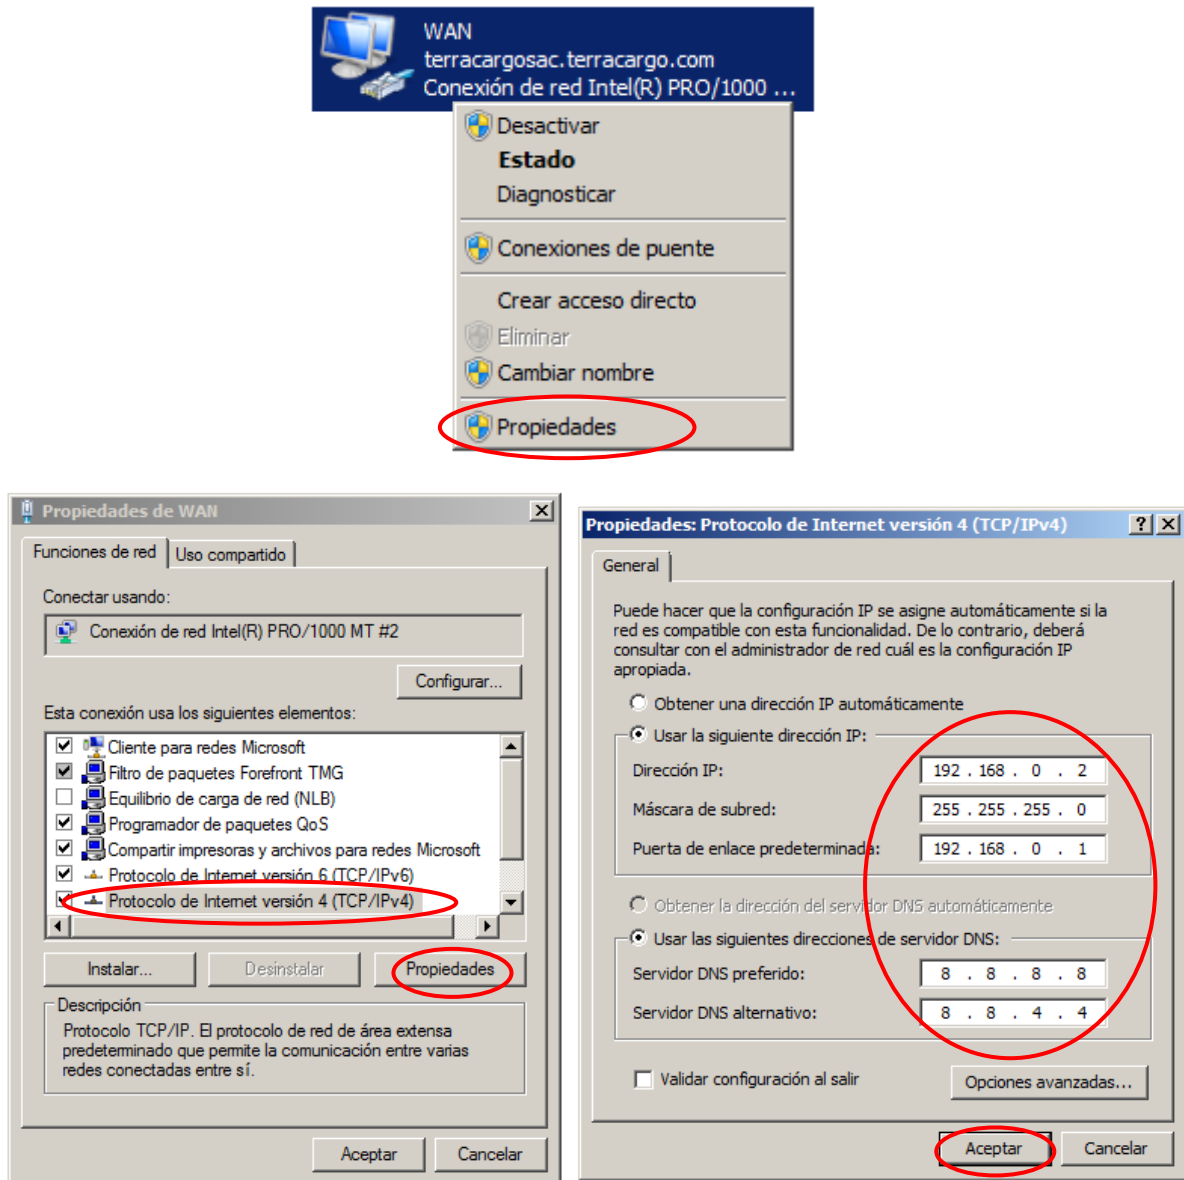 WAN
terracargosac.terracargo.com
Conexión de red Intel(R) PRO/1000 ...
Desactivar
Estado
Diagnosticar
Conexiones de puente
Crear acceso directo
Eliminar
Cambiar nombre
Propiedades
Propiedades de WAN
Funciones de red
Uso compartido
Conectar usando:
Conexión de red Intel(R) PRO/1000 MT #2
Configurar...
Esta conexión usa los siguientes elementos:
Cliente para redes Microsoft
Filtro de paquetes Forefront TMG
Equilibrio de carga de red (NLB)
Programador de paquetes QoS
Compartir impresoras y archivos para redes Microsoft
Protocolo de Internet versión 6 (TCP/IPv6)
Protocolo de Internet versión 4 (TCP/IPv4)
Instalar...
Desinstalar
Propiedades
Descripción
Protocolo TCP/IP. El protocolo de red de área extensa
predeterminado que permite la comunicación entre varias
redes conectadas entre sí.
Aceptar
Cancelar
Propiedades: Protocolo de Internet versión 4 (TCP/IPv4)
General
Puede hacer que la configuración IP se asigne automáticamente si la
red es compatible con esta funcionalidad. De lo contrario, deberá
consultar con el administrador de red cuál es la configuración IP
apropiada.
Obtener una dirección IP automáticamente
Usar la siguiente dirección IP:
Dirección IP: 192 . 168 . 0 . 2
Máscara de subred: 255 . 255 . 255 . 0
Puerta de enlace predeterminada: 192 . 168 . 0 . 1
Obtener la dirección del servidor DNS automáticamente
Usar las siguientes direcciones de servidor DNS:
Servidor DNS preferido: 8 . 8 . 8 . 8
Servidor DNS alternativo: 8 . 8 . 4 . 4
Validar configuración al salir
Opciones avanzadas...
Aceptar
Cancelar